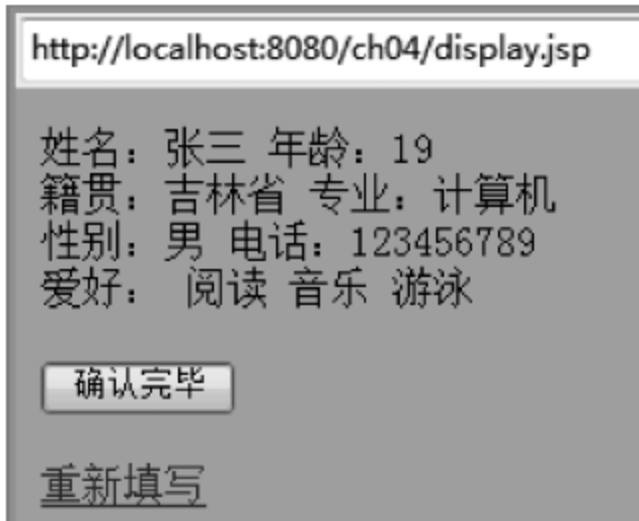 http://localhost:8080/ch04/display.jsp
姓名：张三 年龄：19
籍贯：吉林省 专业：计算机
性别：男 电话：123456789
爱好： 阅读 音乐 游泳
确认完毕
重新填写